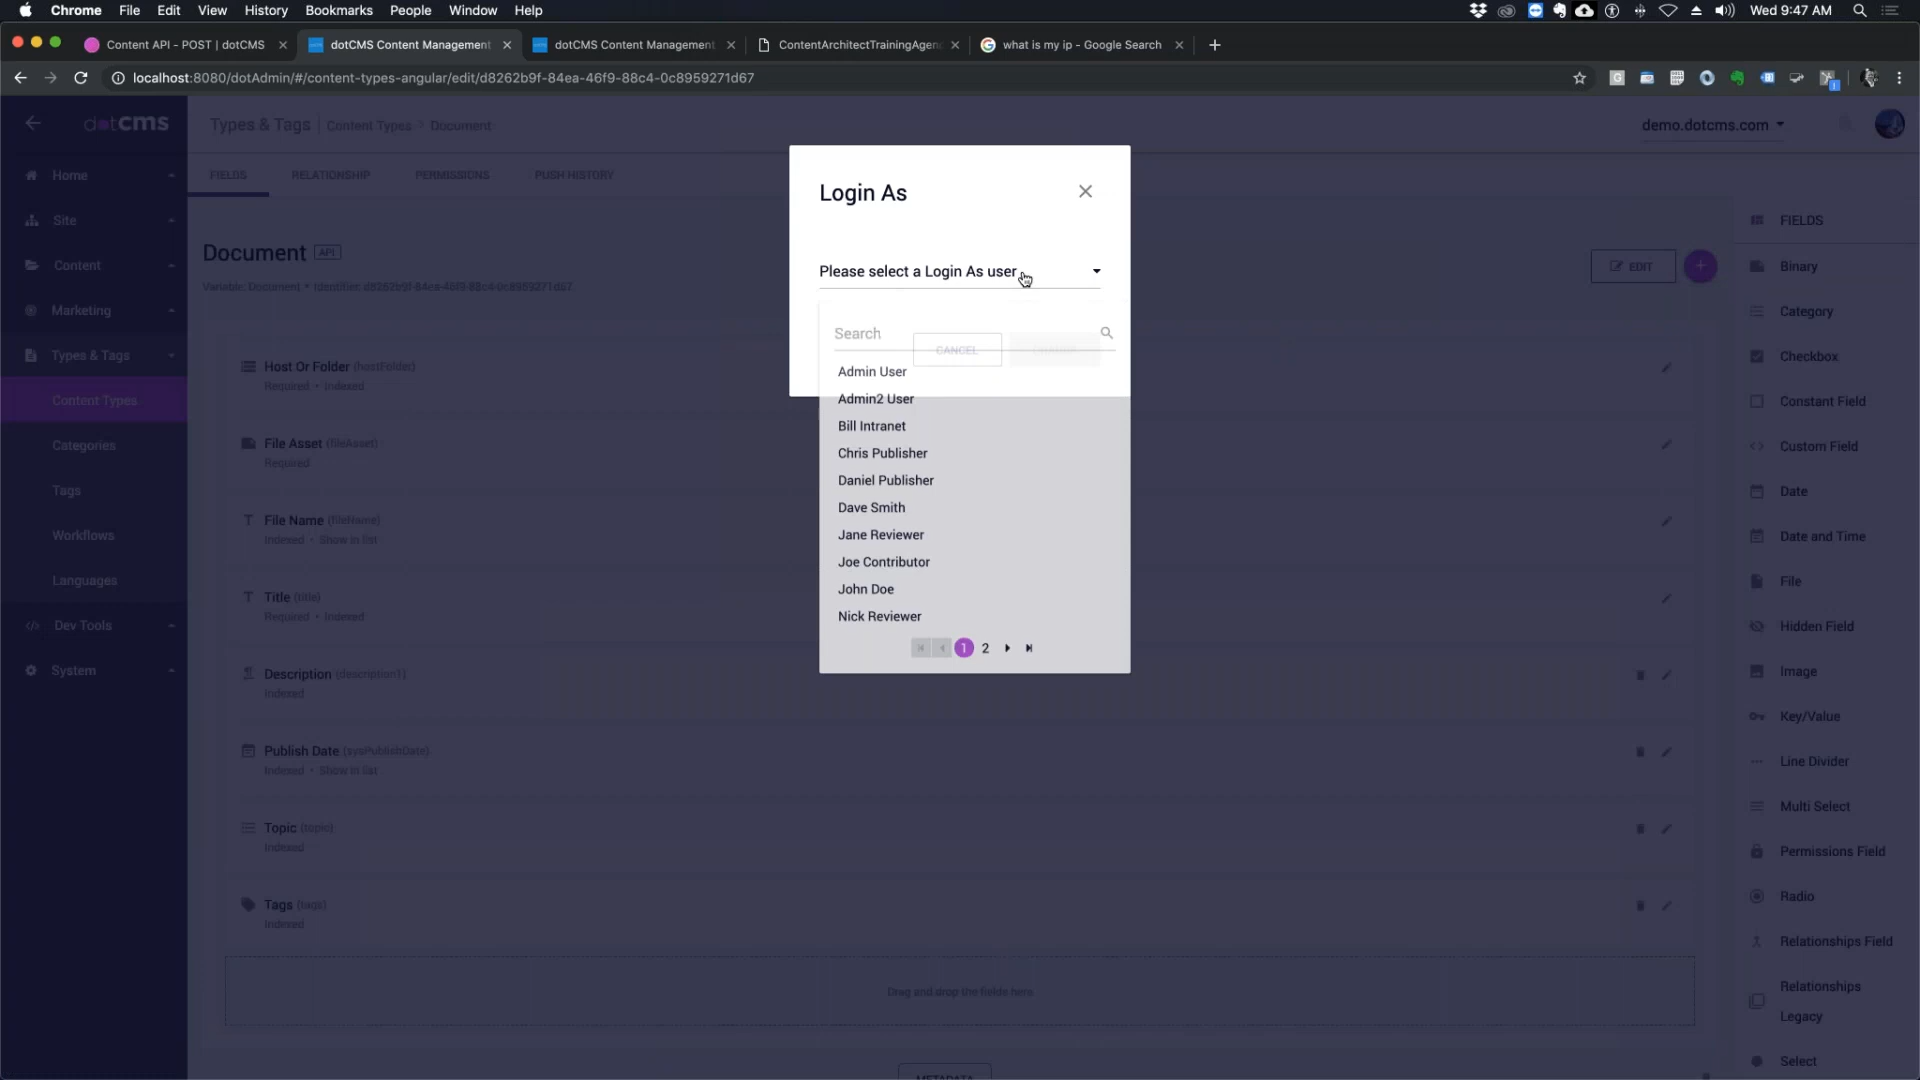 Chrome File Edit View History Bookmarks People Window Help
Wed 9:47 AM
Content API - POST | dotCMS
dotCMS Content Management
dotCMS Content Management
ContentArchitectTrainingAgen
what is my ip - Google Search
localhost:8080/dotAdmin/#/content-types-angular/edit/d8262b9f-84ea-46f9-88c4-0c8959271d67
dotCMS
Types & Tags | Content Types > Document
demo.dotcms.com
Home
Site
Content
Marketing
Types & Tags
Content Types
Categories
Tags
Workflows
Languages
Dev Tools
System
FIELDS RELATIONSHIP PERMISSIONS PUSH HISTORY
Document API
Variable: Document • Identifier: d8262b9f-84ea-46f9-88c4-0c8959271d67
EDIT
Host Or Folder (hostFolder)
Required • Indexed
File Asset (fileAsset)
Required
File Name (fileName)
Indexed • Show in list
Title (title)
Required • Indexed
Description (description1)
Indexed
Publish Date (sysPublishDate)
Indexed • Show in list
Topic (topic)
Indexed
Tags (tags)
Indexed
Drag and drop the fields here
METADATA
Login As
Please select a Login As user
Search
CANCEL
Admin User
Admin2 User
Bill Intranet
Chris Publisher
Daniel Publisher
Dave Smith
Jane Reviewer
Joe Contributor
John Doe
Nick Reviewer
1 2
FIELDS
Binary
Category
Checkbox
Constant Field
Custom Field
Date
Date and Time
File
Hidden Field
Image
Key/Value
Line Divider
Multi Select
Permissions Field
Radio
Relationships Field
Relationships
Legacy
Select